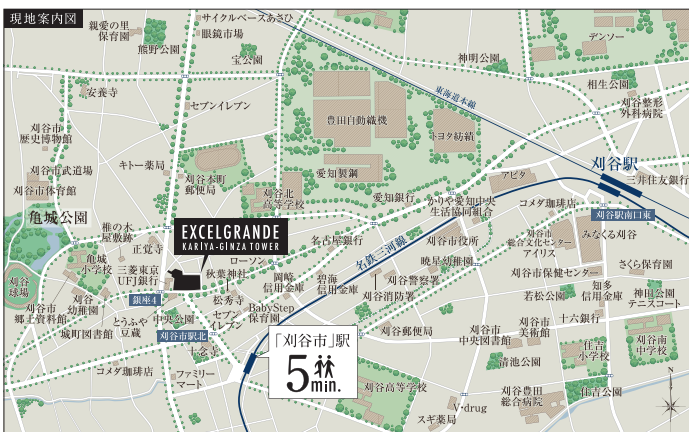 現地案内図
親愛の里
保育園
熊野公園
サイクルベースあさひ
眼鏡市場
宝公園
神明公園
デンソー
相生公園
安養寺
セブンイレブン
東海道本線
刈谷整形
外科病院
刈谷市
歴史博物館
豊田自動織機
トヨタ紡織
刈谷市武道場
キトー薬局
刈谷本町
郵便局
愛知製鋼
アピタ
刈谷駅
三井住友銀行
刈谷市体育館
刈谷北
高等学校
愛知銀行
かりや愛知中央
生活協同組合
コメダ珈琲店
刈谷駅南口東
亀城公園
椎の木
屋敷跡
正覚寺
EXCELGRANDE
KARIYA-GINZA TOWER
名古屋銀行
名鉄三河線
刈谷市役所
刈谷市
総合文化センター
アイリス
みなくる刈谷
亀城
小学校
三菱東京
UFJ銀行
ローソン
秋葉神社
岡崎
信用金庫
碧海
信用金庫
暁星幼稚園
刈谷警察署
刈谷市保健センター
さくら保育園
刈谷
球場
刈谷
幼稚園
銀座4
松秀寺
刈谷消防署
若松公園
知多
信用金庫
神田公園
テニスコート
刈谷市
郷土資料館
城町図書館
とうふや
豆蔵
中央公園
セブン
イレブン
BabyStep
保育園
刈谷郵便局
刈谷市
中央図書館
刈谷市
美術館
十六銀行
刈谷市駅北
十念寺
「刈谷市」駅
5min.
住吉
小学校
刈谷南
中学校
コメダ珈琲店
ファミリー
マート
刈谷高等学校
青池公園
V・drug
刈谷豊田
総合病院
住吉公園
スギ薬局